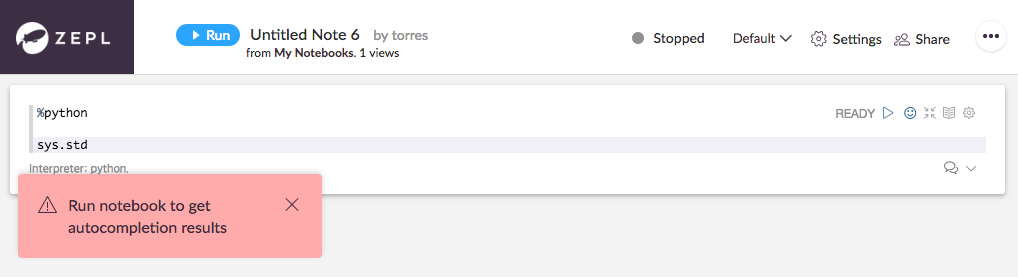 ZEPL
Run Untitled Note 6 by torres
from My Notebooks. 1 views
Stopped Default Settings Share
%python
READY
sys.std
Interpreter: python.
Run notebook to get
autocompletion results